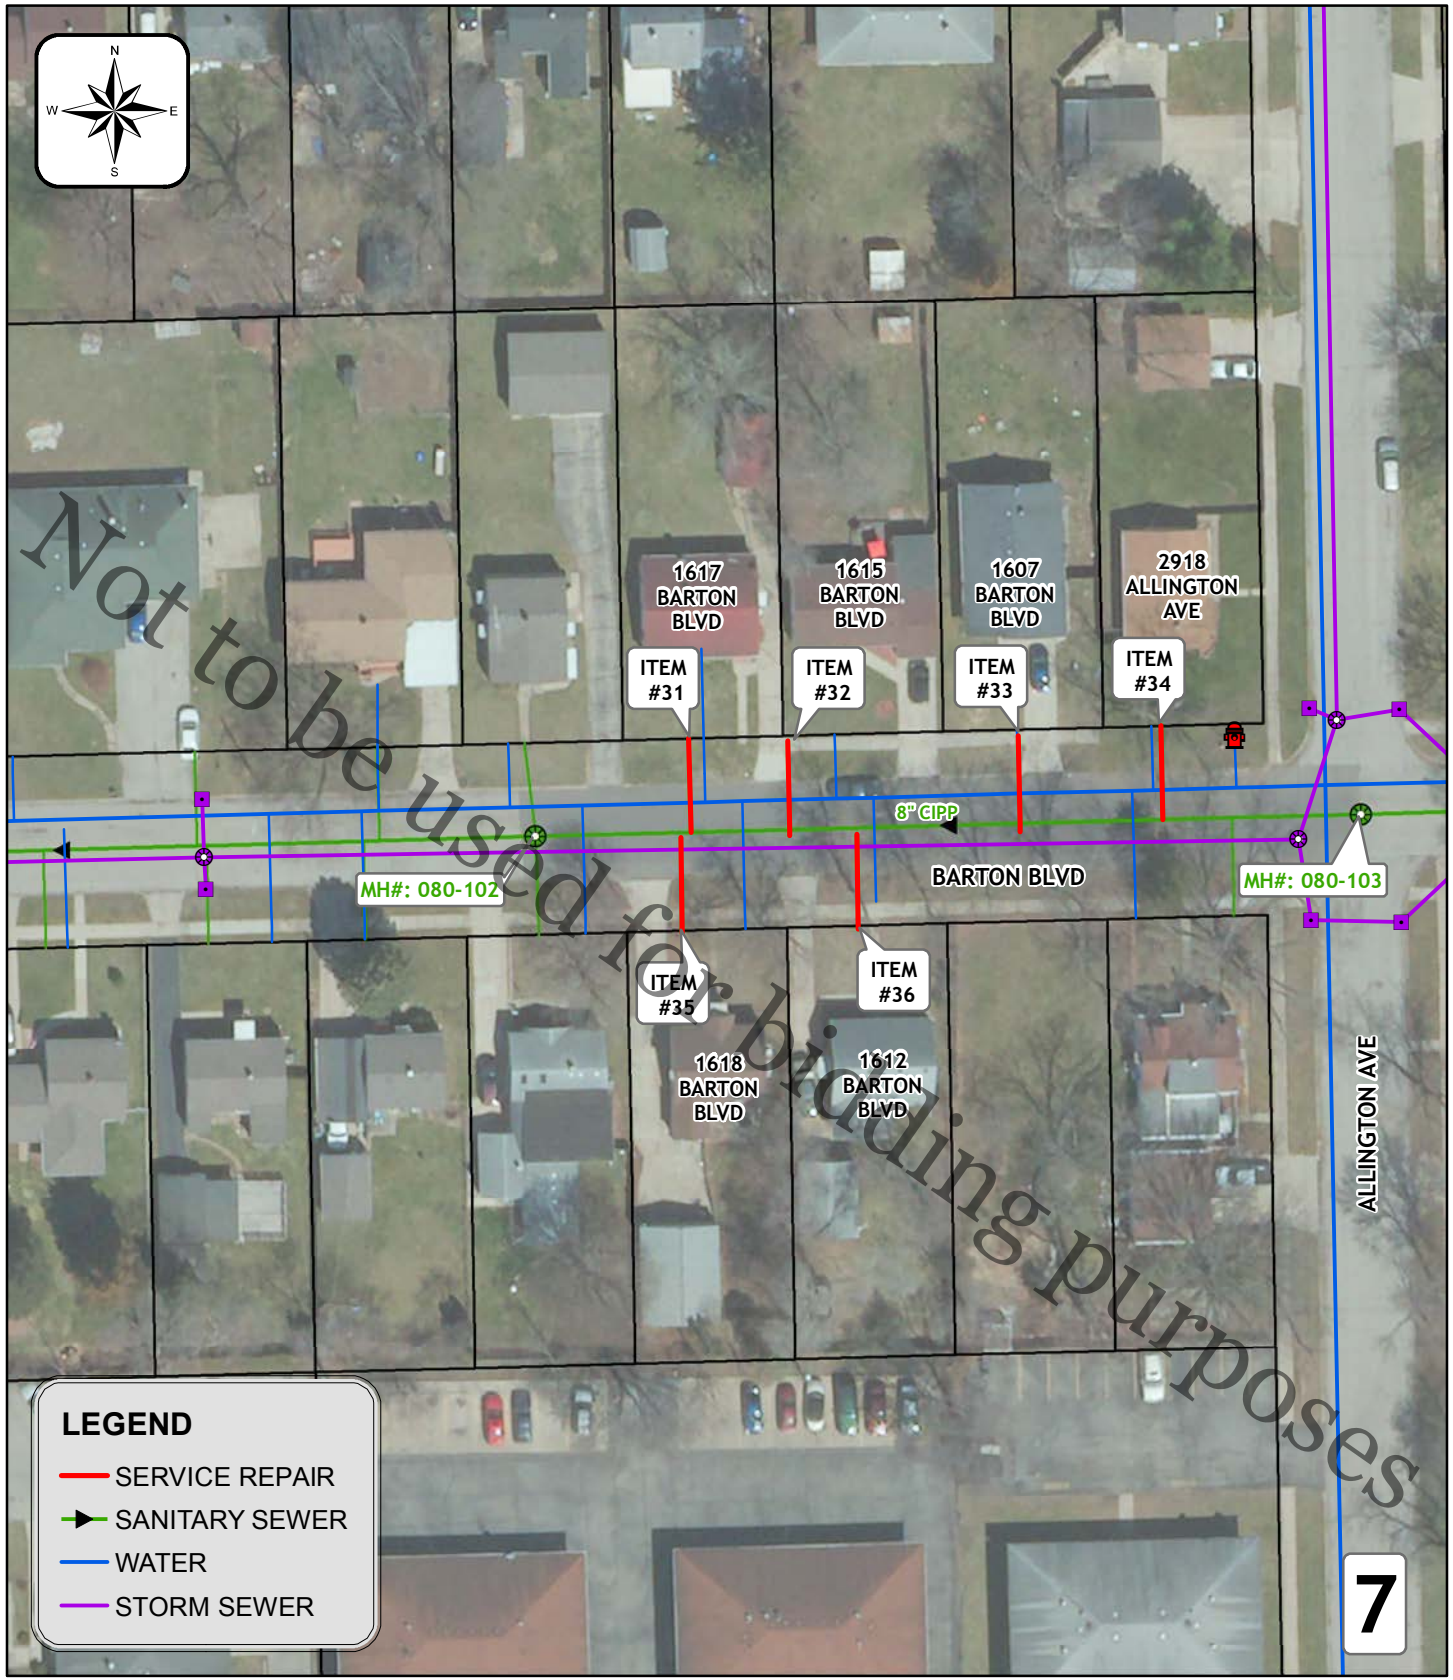 N
W E
S
1617
BARTON
BLVD
1615
BARTON
BLVD
1607
BARTON
BLVD
2918
ALLINGTON
AVE
ITEM
#31
ITEM
#32
ITEM
#33
ITEM
#34
8" CIPP
BARTON BLVD
MH#: 080-102
MH#: 080-103
ITEM
#35
ITEM
#36
1618
BARTON
BLVD
1612
BARTON
BLVD
ALLINGTON AVE
Not to be used for bidding purposes
LEGEND
SERVICE REPAIR
SANITARY SEWER
WATER
STORM SEWER
7